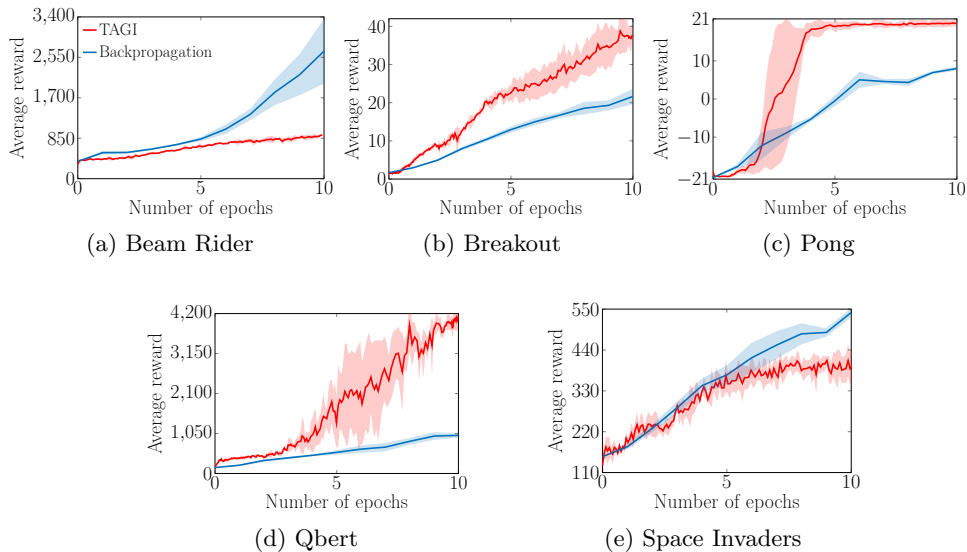 3,400
2,550
1,700
850
0
Average reward
TAGI
Backpropagation
0
5
10
Number of epochs
(a) Beam Rider
40
30
20
10
0
Average reward
0
5
10
Number of epochs
(b) Breakout
21
10
0
−10
−21
Average reward
0
5
10
Number of epochs
(c) Pong
4,200
3,150
2,100
1,050
0
Average reward
0
5
10
Number of epochs
(d) Qbert
550
440
330
220
110
Average reward
0
5
10
Number of epochs
(e) Space Invaders